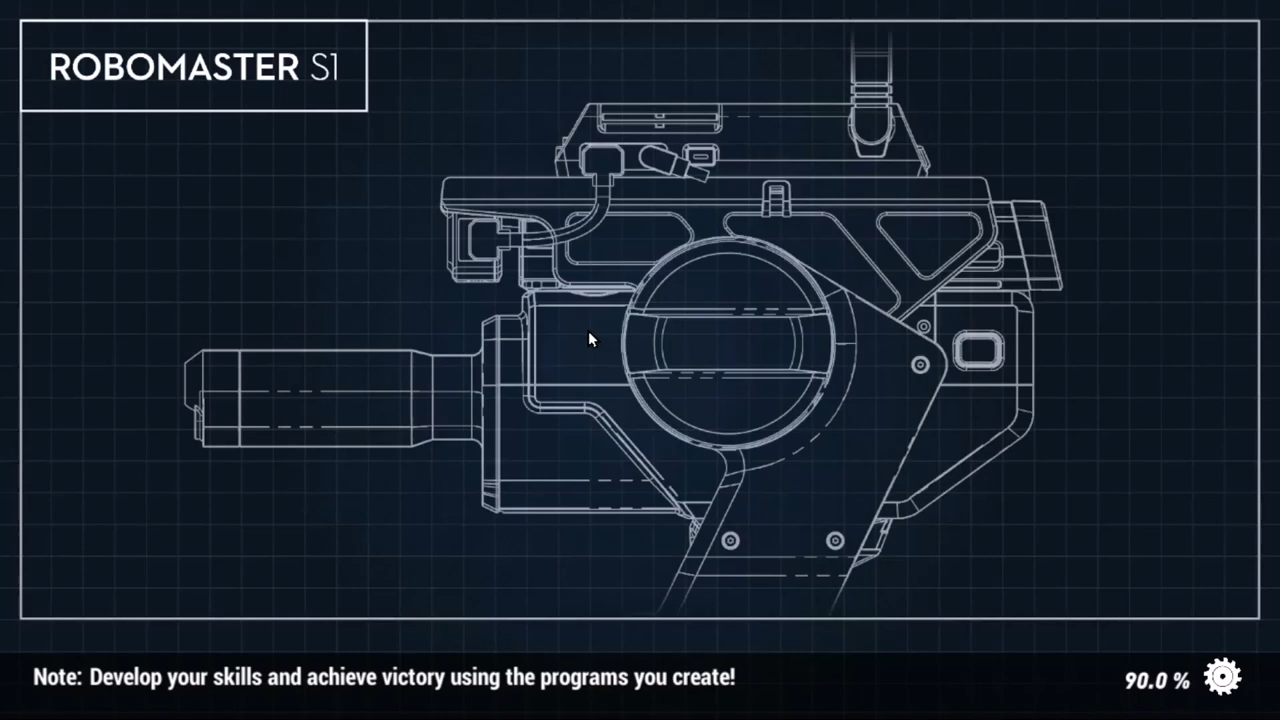 ROBOMASTER S1
Note: Develop your skills and achieve victory using the programs you create!
90.0 %